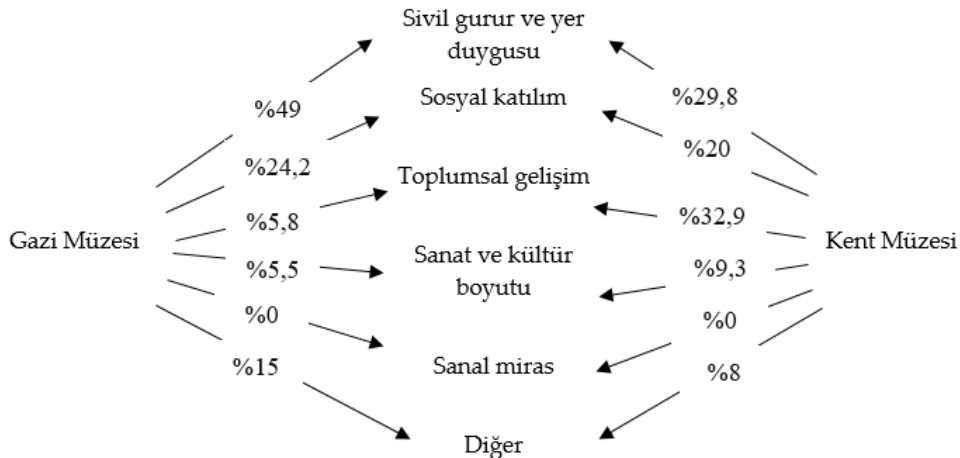 Sivil gurur ve yer
duygusu
%49
%29,8
Sosyal katılım
%24,2
%20
Toplumsal gelişim
%5,8
%32,9
Gazi Müzesi
Kent Müzesi
Sanat ve kültür
boyutu
%5,5
%9,3
%0
%0
Sanal miras
%15
%8
Diğer